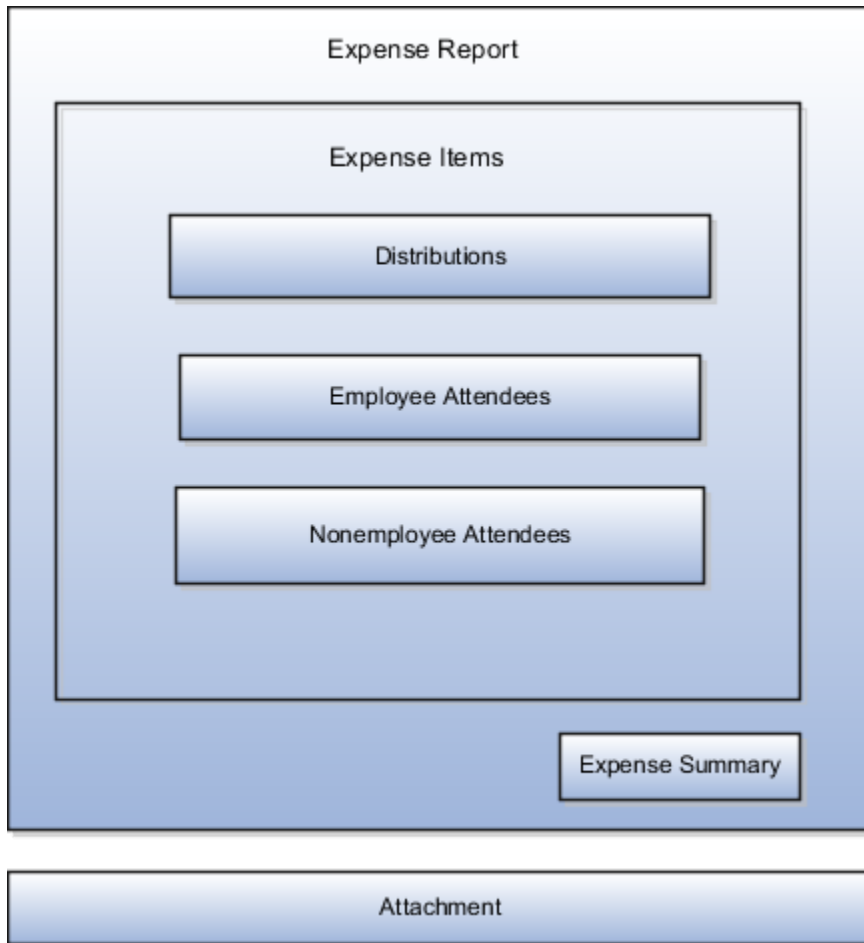 Expense Report
Expense Items
Distributions
Employee Attendees
Nonemployee Attendees
Expense Summary
Attachment